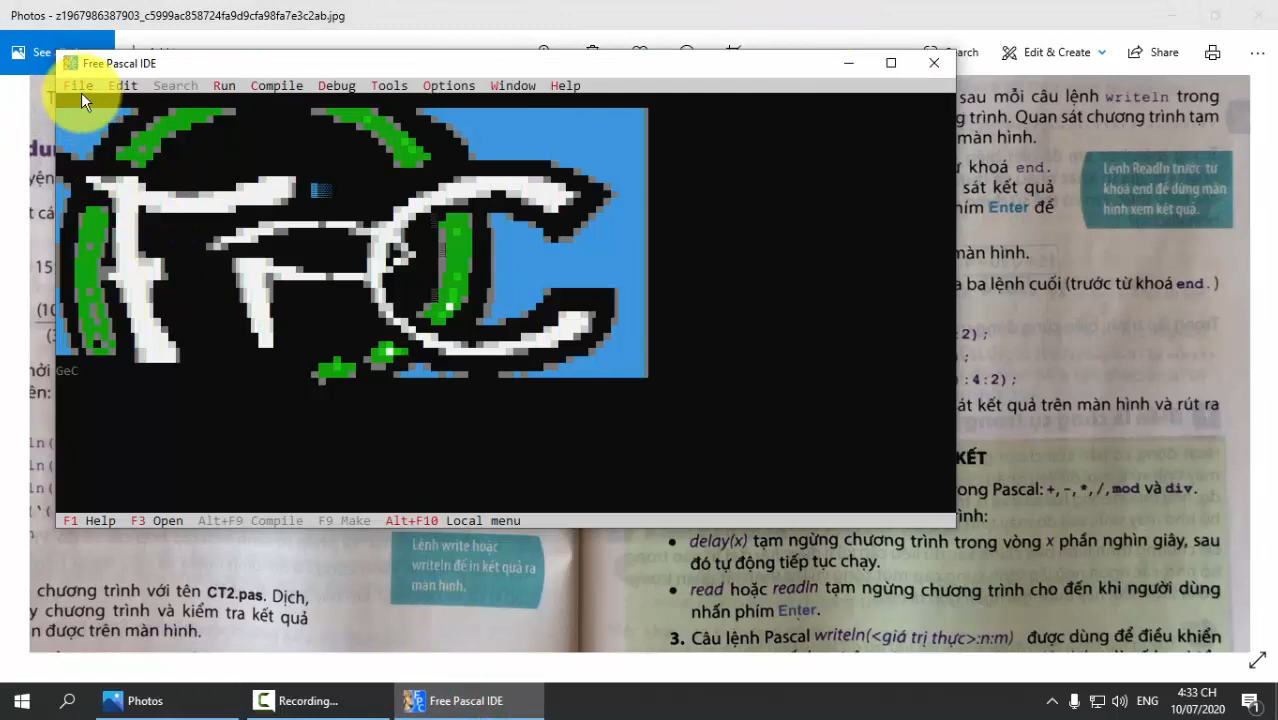 Photos - z1967986387903_c5999ac858724fa9d9cfa98fa7e3c2ab.jpg
See
Search
Edit & Create
Share
Free Pascal IDE
File Edit Search Run Compile Debug Tools Options Window Help
GeC
F1 Help F3 Open Alt+F9 Compile F9 Make Alt+F10 Local menu
sau mỗi câu lệnh writeln trong
g trình. Quan sát chương trình tạm
màn hình.
từ khoá end.
sát kết quả
phím Enter để
Lệnh Readln trước từ
khoá end để dừng màn
hình xem kết quả.
màn hình.
a ba lệnh cuối (trước từ khoá end.)
:2);
;
:4:2);
át kết quả trên màn hình và rút ra
KẾT
ong Pascal: +, -, *, /, mod và div.
ình:
• delay(x) tạm ngừng chương trình trong vòng x phần nghìn giây, sau
đó tự động tiếp tục chạy.
• read hoặc readln tạm ngừng chương trình cho đến khi người dùng
nhấn phím Enter.
3. Câu lệnh Pascal writeln(<giá trị thực>:n:m) được dùng để điều khiển
15
(10
ln(
ln(
ln(
Lệnh write hoặc
writeln để in kết quả ra
màn hình.
chương trình với tên CT2.pas. Dịch,
y chương trình và kiểm tra kết quả
n được trên màn hình.
Photos
Recording...
Free Pascal IDE
ENG
4:33 CH
10/07/2020